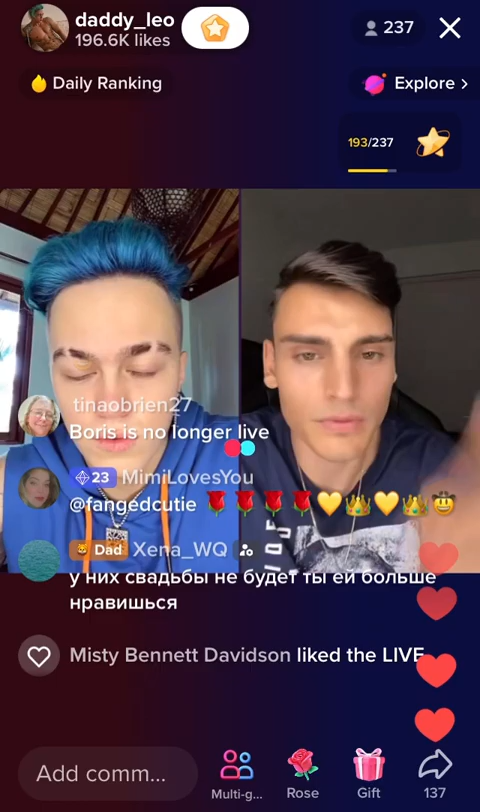 daddy_leo
196.6K likes
237
Daily Ranking
Explore >
193/237
tinaobrien27
Boris is no longer live
23 MimiLovesYou
@fangedcutie 🌹🌹🌹🌹💛👑💛👑🤠
Dad Xena_WQ
у них свадьбы не будет ты ей больше
нравишься
Misty Bennett Davidson liked the LIVE
Add comm...
Multi-g...
Rose
Gift
137